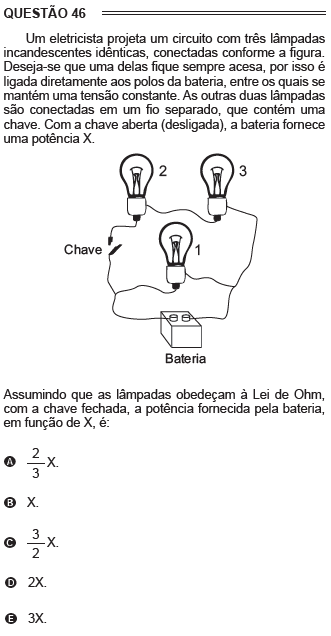 QUESTÃO 46
Um eletricista projeta um circuito com três lâmpadas
incandescentes idênticas, conectadas conforme a figura.
Deseja-se que uma delas fique sempre acesa, por isso é
ligada diretamente aos polos da bateria, entre os quais se
mantém uma tensão constante. As outras duas lâmpadas
são conectadas em um fio separado, que contém uma
chave. Com a chave aberta (desligada), a bateria fornece
uma potência X.
2
3
Chave
1
Bateria
Assumindo que as lâmpadas obedeçam à Lei de Ohm,
com a chave fechada, a potência fornecida pela bateria,
em função de X, é:
A 2/3 X.
B X.
C 3/2 X.
D 2X.
E 3X.